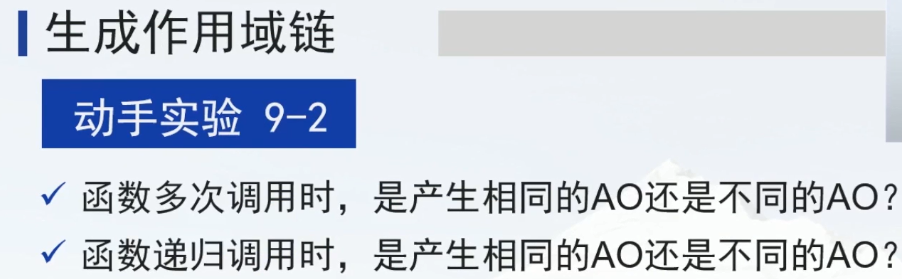 生成作用域链
动手实验 9-2
✓ 函数多次调用时，是产生相同的AO还是不同的AO？
✓ 函数递归调用时，是产生相同的AO还是不同的AO？